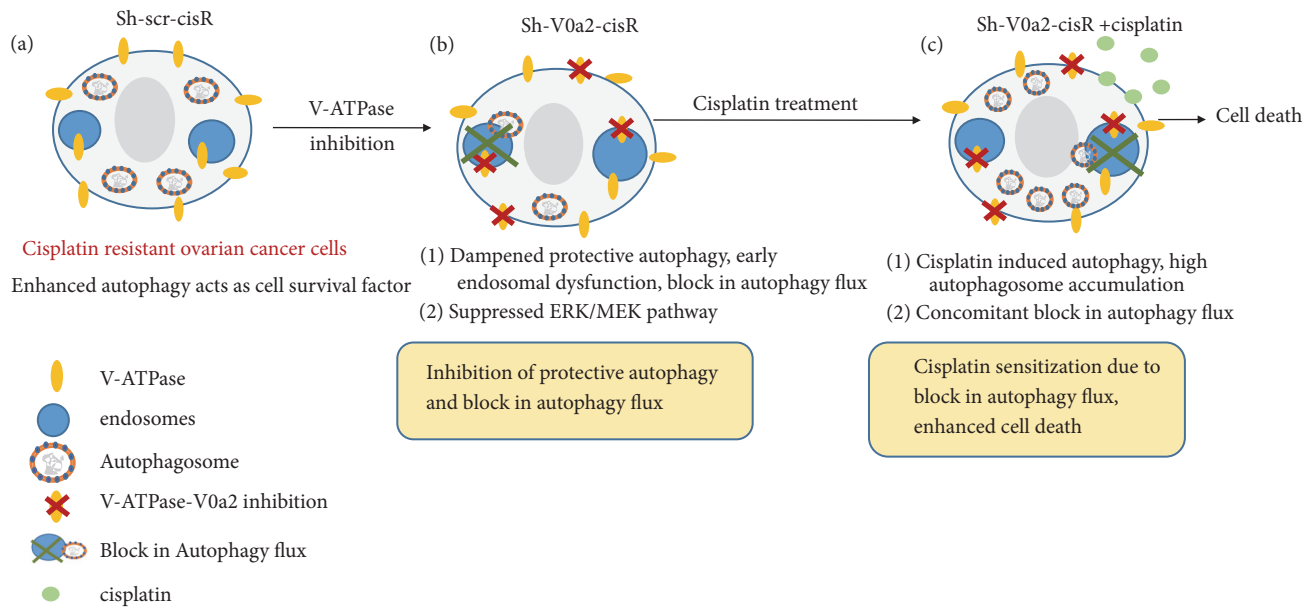 (a)
Sh-scr-cisR
Cisplatin resistant ovarian cancer cells
Enhanced autophagy acts as cell survival factor
V-ATPase
inhibition
(b)
Sh-V0a2-cisR
(1) Dampened protective autophagy, early
endosomal dysfunction, block in autophagy flux
(2) Suppressed ERK/MEK pathway
Inhibition of protective autophagy
and block in autophagy flux
Cisplatin treatment
(c)
Sh-V0a2-cisR +cisplatin
Cell death
(1) Cisplatin induced autophagy, high
autophagosome accumulation
(2) Concomitant block in autophagy flux
Cisplatin sensitization due to
block in autophagy flux,
enhanced cell death
V-ATPase
endosomes
Autophagosome
V-ATPase-V0a2 inhibition
Block in Autophagy flux
cisplatin